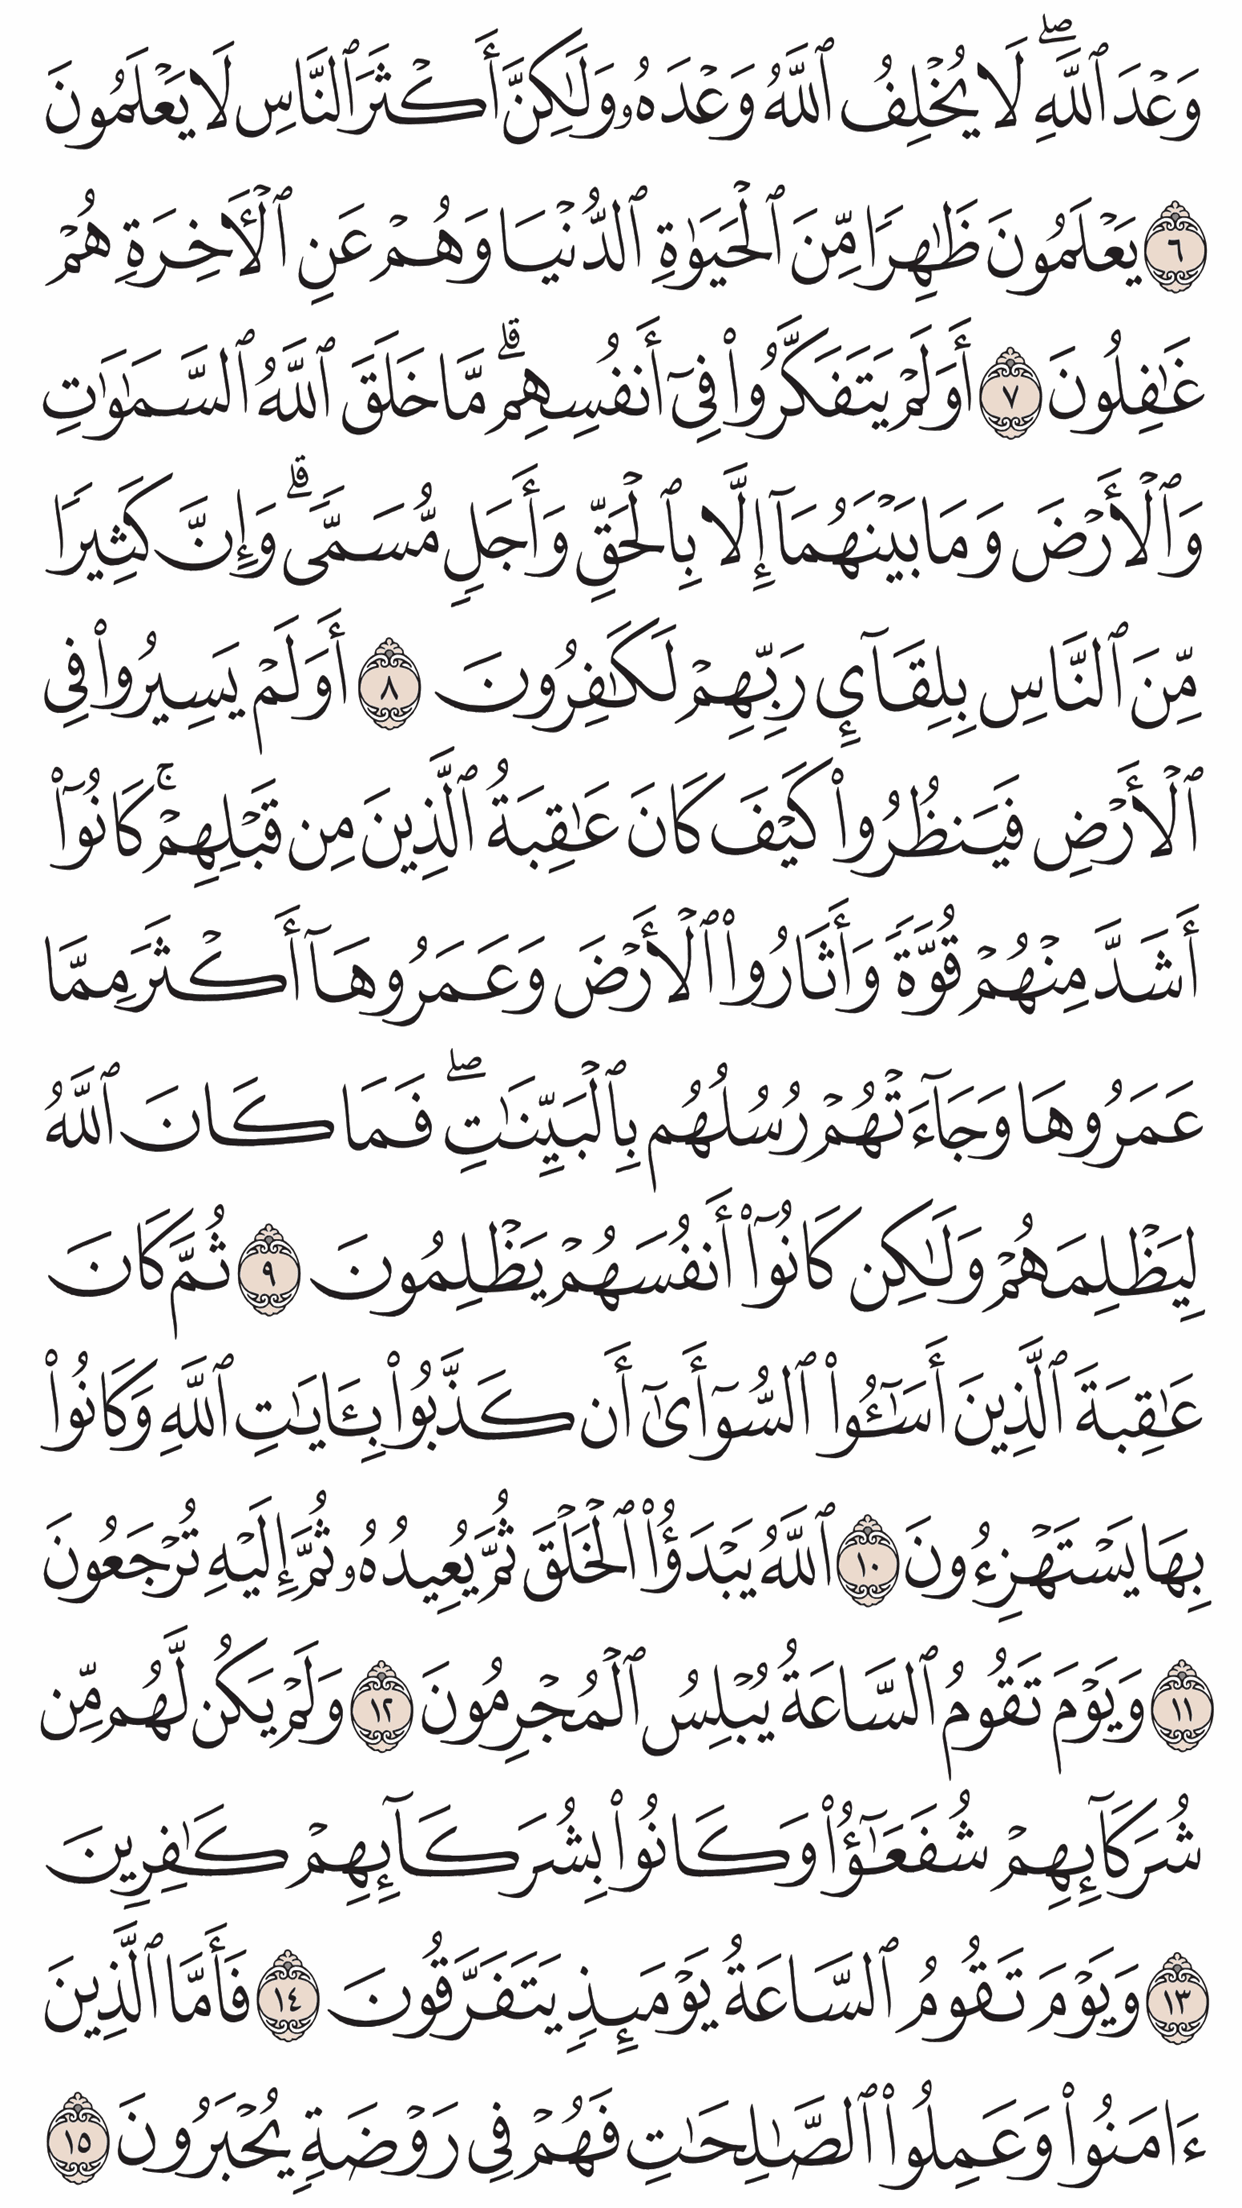 وَعْدَ ٱللَّهِ ۖ لَا يُخْلِفُ ٱللَّهُ وَعْدَهُۥ وَلَـٰكِنَّ أَكْثَرَ ٱلنَّاسِ لَا يَعْلَمُونَ
٦ يَعْلَمُونَ ظَـٰهِرًا مِّنَ ٱلْحَيَوٰةِ ٱلدُّنْيَا وَهُمْ عَنِ ٱلْـَٔاخِرَةِ هُمْ
غَـٰفِلُونَ ٧ أَوَلَمْ يَتَفَكَّرُوا۟ فِىٓ أَنفُسِهِم ۗ مَّا خَلَقَ ٱللَّهُ ٱلسَّمَـٰوَٰتِ
وَٱلْأَرْضَ وَمَا بَيْنَهُمَآ إِلَّا بِٱلْحَقِّ وَأَجَلٍ مُّسَمًّى ۗ وَإِنَّ كَثِيرًا
مِّنَ ٱلنَّاسِ بِلِقَآئِ رَبِّهِمْ لَكَـٰفِرُونَ ٨ أَوَلَمْ يَسِيرُوا۟ فِى
ٱلْأَرْضِ فَيَنظُرُوا۟ كَيْفَ كَانَ عَـٰقِبَةُ ٱلَّذِينَ مِن قَبْلِهِمْ ۚ كَانُوٓا۟
أَشَدَّ مِنْهُمْ قُوَّةً وَأَثَارُوا۟ ٱلْأَرْضَ وَعَمَرُوهَآ أَكْثَرَ مِمَّا
عَمَرُوهَا وَجَآءَتْهُمْ رُسُلُهُم بِٱلْبَيِّنَـٰتِ ۖ فَمَا كَانَ ٱللَّهُ
لِيَظْلِمَهُمْ وَلَـٰكِن كَانُوٓا۟ أَنفُسَهُمْ يَظْلِمُونَ ٩ ثُمَّ كَانَ
عَـٰقِبَةَ ٱلَّذِينَ أَسَـٰٓـُٔوا۟ ٱلسُّوٓأَىٰٓ أَن كَذَّبُوا۟ بِـَٔايَـٰتِ ٱللَّهِ وَكَانُوا۟
بِهَا يَسْتَهْزِءُونَ ١٠ ٱللَّهُ يَبْدَؤُا۟ ٱلْخَلْقَ ثُمَّ يُعِيدُهُۥ ثُمَّ إِلَيْهِ تُرْجَعُونَ
١١ وَيَوْمَ تَقُومُ ٱلسَّاعَةُ يُبْلِسُ ٱلْمُجْرِمُونَ ١٢ وَلَمْ يَكُن لَّهُم مِّن
شُرَكَآئِهِمْ شُفَعَـٰٓؤُا۟ وَكَانُوا۟ بِشُرَكَآئِهِمْ كَـٰفِرِينَ
١٣ وَيَوْمَ تَقُومُ ٱلسَّاعَةُ يَوْمَئِذٍ يَتَفَرَّقُونَ ١٤ فَأَمَّا ٱلَّذِينَ
ءَامَنُوا۟ وَعَمِلُوا۟ ٱلصَّـٰلِحَـٰتِ فَهُمْ فِى رَوْضَةٍ يُحْبَرُونَ ١٥